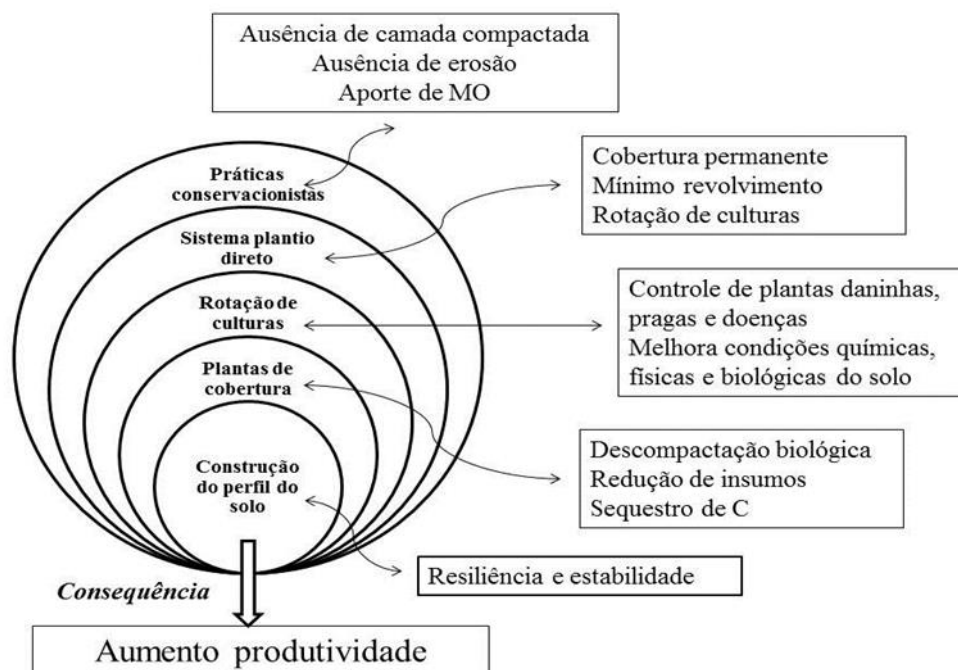 Ausência de camada compactada
Ausência de erosão
Aporte de MO
Práticas
conservacionistas
Cobertura permanente
Mínimo revolvimento
Rotação de culturas
Sistema plantio
direto
Rotação de
culturas
Controle de plantas daninhas,
pragas e doenças
Melhora condições químicas,
físicas e biológicas do solo
Plantas de
cobertura
Descompactação biológica
Redução de insumos
Sequestro de C
Construção
do perfil do
solo
Resiliência e estabilidade
Consequência
Aumento produtividade